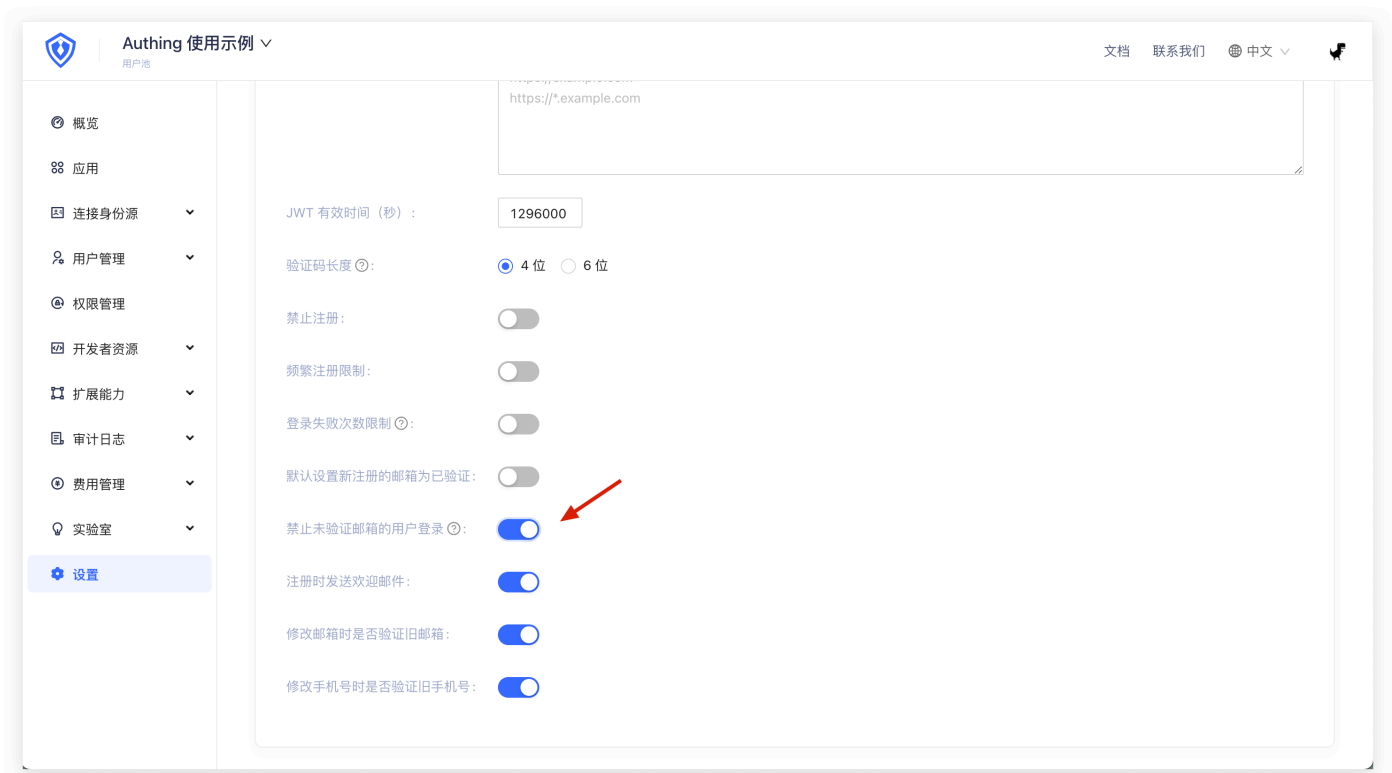 Authing 使用示例
用户池
文档 联系我们 中文
概览
应用
连接身份源
用户管理
权限管理
开发者资源
扩展能力
审计日志
费用管理
实验室
设置
https://*.example.com
JWT 有效时间（秒）: 1296000
验证码长度 : 4 位 6 位
禁止注册:
频繁注册限制:
登录失败次数限制 :
默认设置新注册的邮箱为已验证:
禁止未验证邮箱的用户登录 :
注册时发送欢迎邮件:
修改邮箱时是否验证旧邮箱:
修改手机号时是否验证旧手机号: